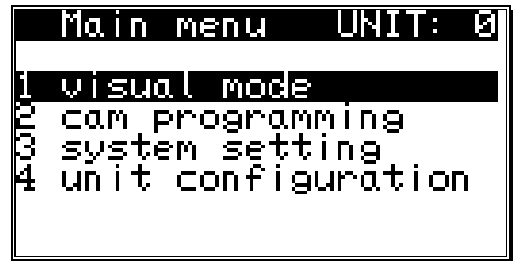 Main menu UNIT: 0
1 visual mode
2 cam programming
3 system setting
4 unit configuration